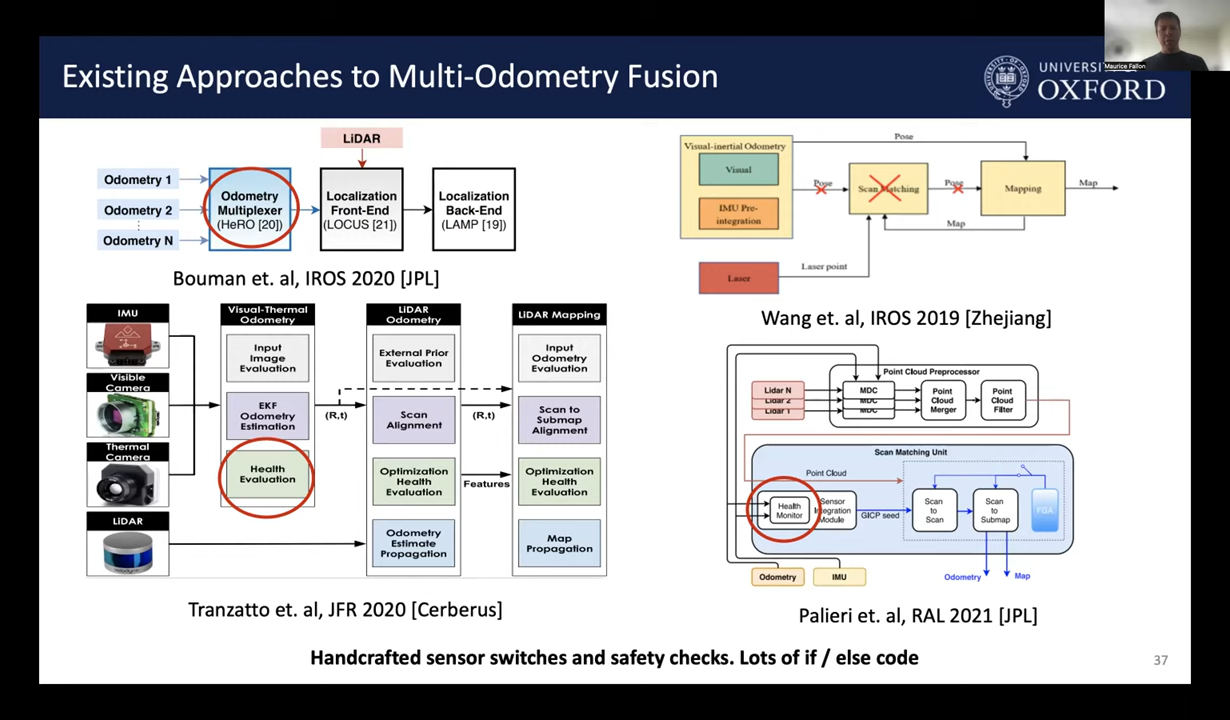 Existing Approaches to Multi-Odometry Fusion
UNIVERSI
OXFORD
Maurice Fallon
LiDAR
Odometry 1
Odometry 2
Odometry N
Odometry
Multiplexer
(HeRO [20])
Localization
Front-End
(LOCUS [21])
Localization
Back-End
(LAMP [19])
Bouman et. al, IROS 2020 [JPL]
Visual-inertial Odometry
Visual
IMU Pre-
integration
Pose
Pose
Scan Matching
Pose
Mapping
Map
Map
Laser
Laser point
Wang et. al, IROS 2019 [Zhejiang]
IMU
Visible
Camera
Thermal
Camera
LiDAR
Visual-Thermal
Odometry
Input
Image
Evaluation
EKF
Odometry
Estimation
Health
Evaluation
(R,t)
LiDAR
Odometry
External Prior
Evaluation
Scan
Alignment
Optimization
Health
Evaluation
Odometry
Estimate
Propagation
(R,t)
Features
LiDAR Mapping
Input
Odometry
Evaluation
Scan to
Submap
Alignment
Optimization
Health
Evaluation
Map
Propagation
Tranzatto et. al, JFR 2020 [Cerberus]
Point Cloud Preprocessor
Lidar N
Lidar 2
Lidar 1
MDC
MDC
MDC
Point
Cloud
Merger
Point
Cloud
Filter
Scan Matching Unit
Point Cloud
Health
Monitor
Sensor
Integration
Module
GICP seed
Scan
to
Scan
Scan
to
Submap
FGA
Odometry
IMU
Odometry
Map
Palieri et. al, RAL 2021 [JPL]
Handcrafted sensor switches and safety checks. Lots of if / else code
37